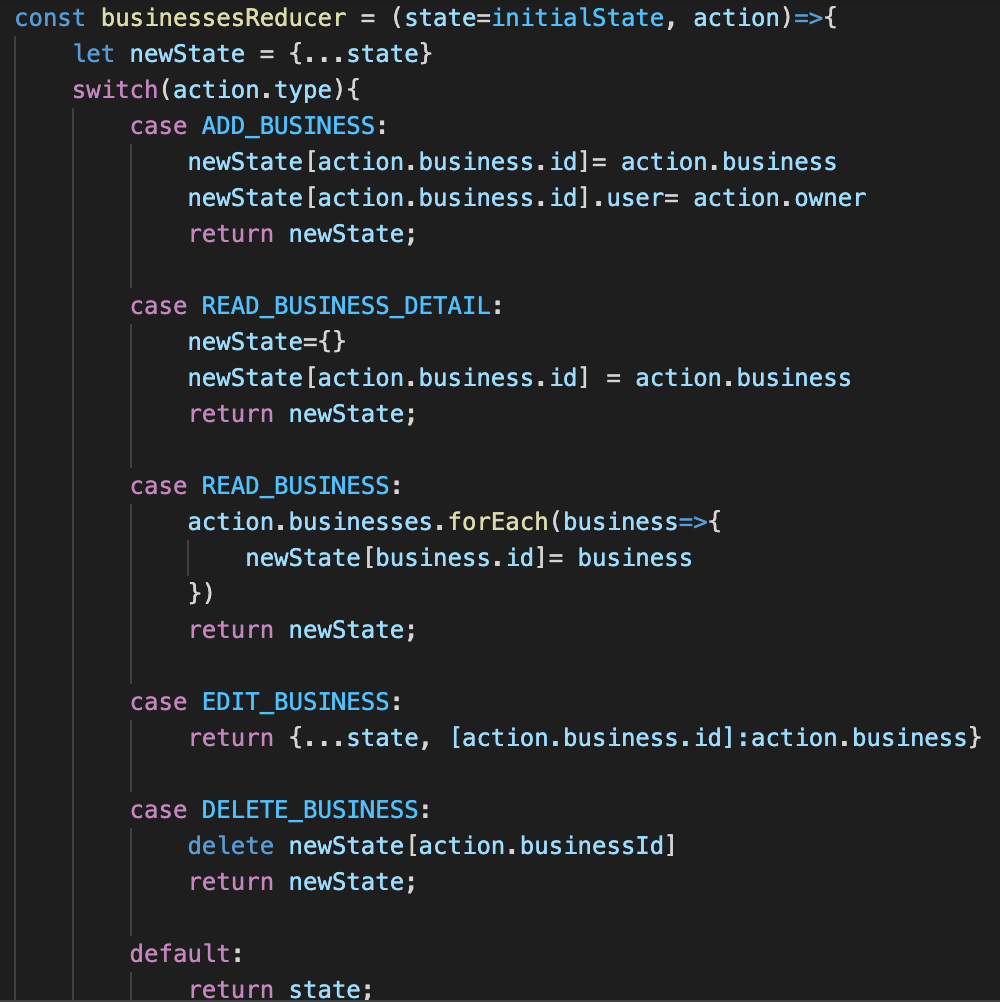 const businessesReducer = (state=initialState, action)=>{
    let newState = {...state}
    switch(action.type){
        case ADD_BUSINESS:
            newState[action.business.id]= action.business
            newState[action.business.id].user= action.owner
            return newState;

        case READ_BUSINESS_DETAIL:
            newState={}
            newState[action.business.id] = action.business
            return newState;

        case READ_BUSINESS:
            action.businesses.forEach(business=>{
                newState[business.id]= business
            })
            return newState;

        case EDIT_BUSINESS:
            return {...state, [action.business.id]:action.business}

        case DELETE_BUSINESS:
            delete newState[action.businessId]
            return newState;

        default:
            return state;